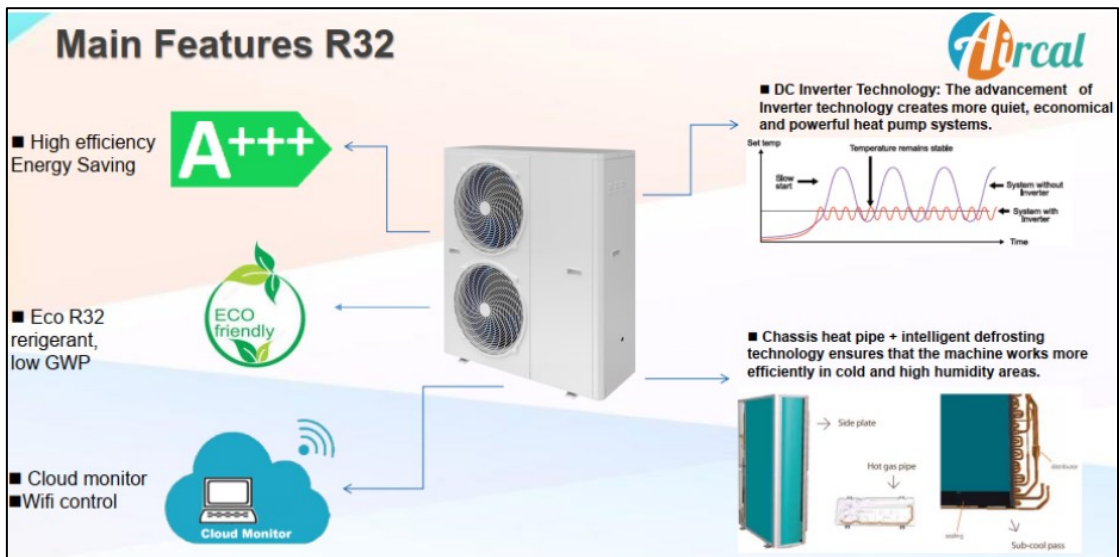 Main Features R32
Aircal
■ High efficiency
Energy Saving
A+++
■ DC Inverter Technology: The advancement of
Inverter technology creates more quiet, economical
and powerful heat pump systems.
Set temp
Temperature remains stable
Slow
start
System without
Inverter
System with
Inverter
Time
■ Eco R32
rerigerant,
low GWP
ECO
friendly
■ Chassis heat pipe + intelligent defrosting
technology ensures that the machine works more
efficiently in cold and high humidity areas.
Side plate
Hot gas pipe
distributor
sealing
Sub-cool pass
■ Cloud monitor
■Wifi control
Cloud Monitor